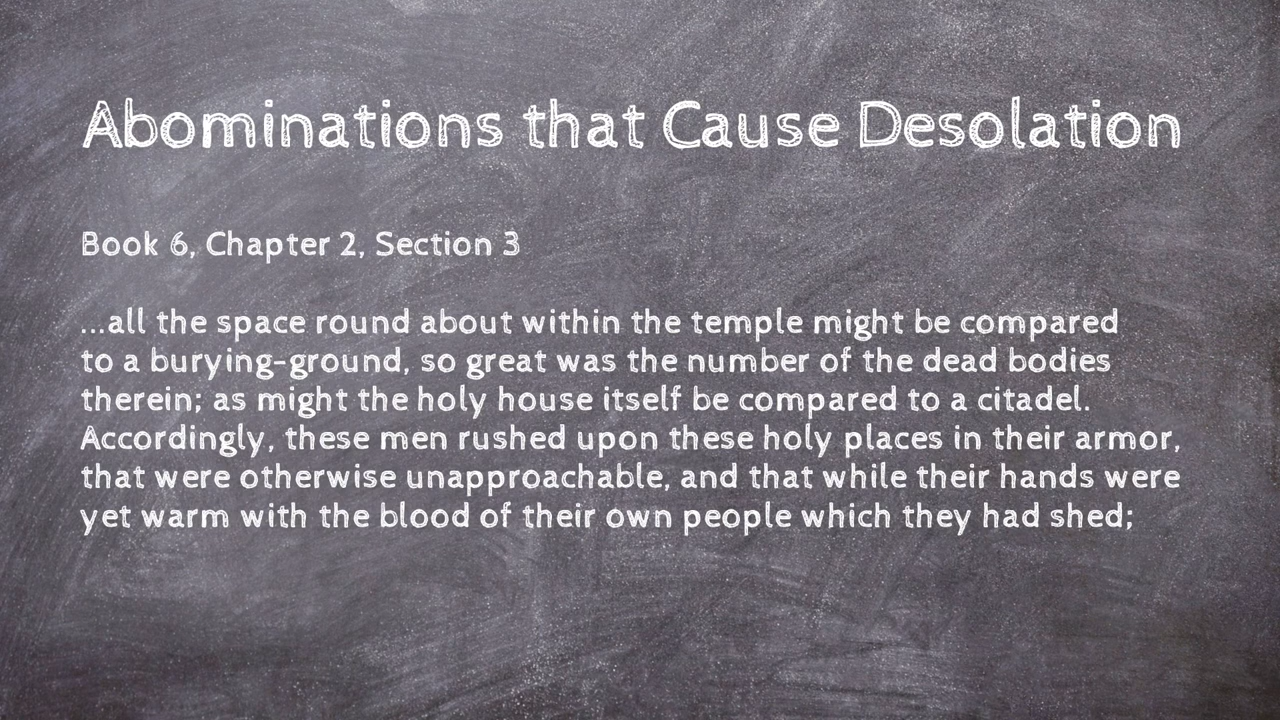 Abominations that Cause Desolation
Book 6, Chapter 2, Section 3
...all the space round about within the temple might be compared
to a burying-ground, so great was the number of the dead bodies
therein; as might the holy house itself be compared to a citadel.
Accordingly, these men rushed upon these holy places in their armor,
that were otherwise unapproachable, and that while their hands were
yet warm with the blood of their own people which they had shed;